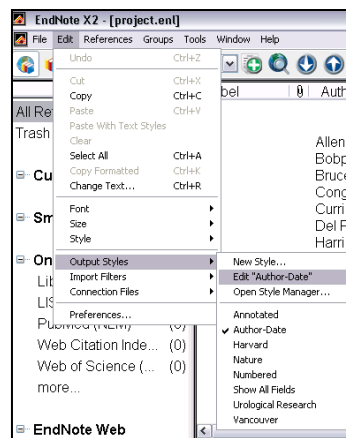 EndNote X2 - [project.enl]
File Edit References Groups Tools Window Help
Undo Ctrl+Z
Cut Ctrl+X
Copy Ctrl+C
Paste Ctrl+V
Paste With Text Styles
Clear
Select All Ctrl+A
Copy Formatted Ctrl+K
Change Text... Ctrl+R
Font
Size
Style
Output Styles
Import Filters
Connection Files
Preferences...
New Style...
Edit "Author-Date"
Open Style Manager...
Annotated
Author-Date
Harvard
Nature
Numbered
Show All Fields
Urological Research
Vancouver
All Re
Trash
Cu
Sm
On
Lib
LIS
PubMed (NLM) (0)
Web Citation Inde... (0)
Web of Science (... (0)
more...
EndNote Web
bel Auth
Allen
Bobp
Bruce
Cong
Curri
Del F
Harri